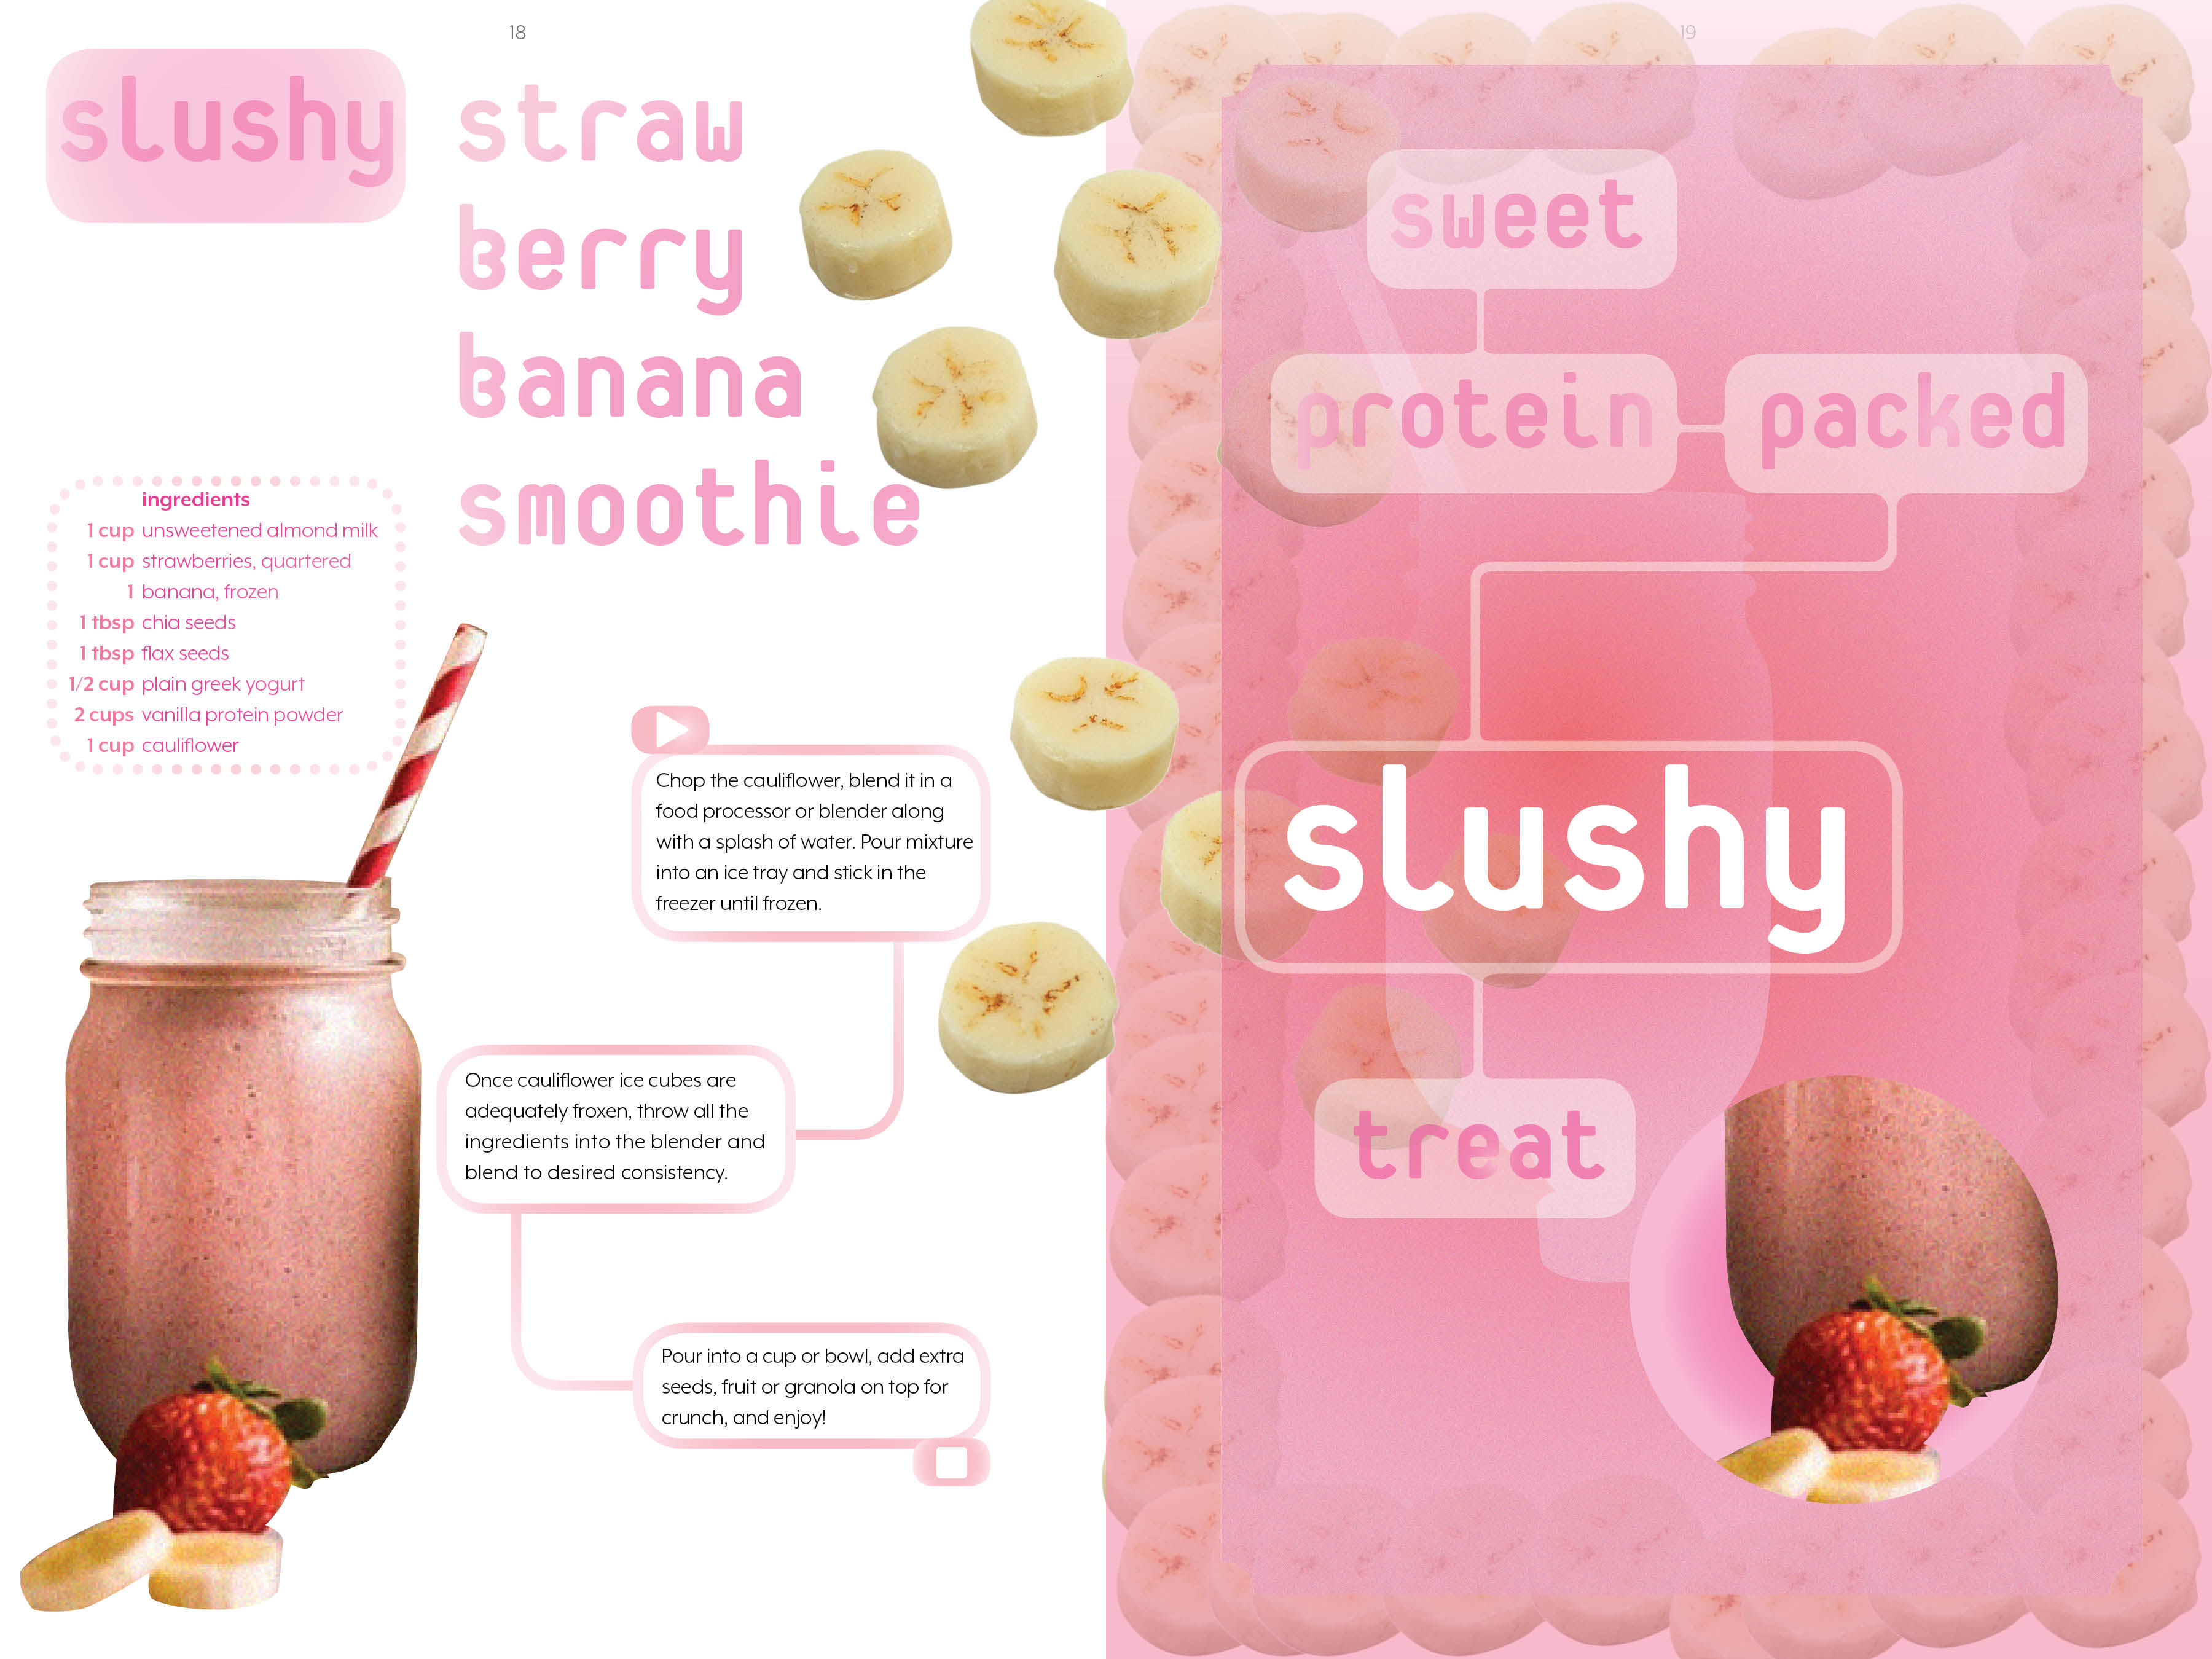 18
slushy
straw
berry
banana
smoothie
ingredients
1 cup unsweetened almond milk
1 cup strawberries, quartered
1 banana, frozen
1 tbsp chia seeds
1 tbsp flax seeds
1/2 cup plain greek yogurt
2 cups vanilla protein powder
1 cup cauliflower
Chop the cauliflower, blend it in a
food processor or blender along
with a splash of water. Pour mixture
into an ice tray and stick in the
freezer until frozen.
Once cauliflower ice cubes are
adequately froxen, throw all the
ingredients into the blender and
blend to desired consistency.
Pour into a cup or bowl, add extra
seeds, fruit or granola on top for
crunch, and enjoy!
19
sweet
protein packed
slushy
treat